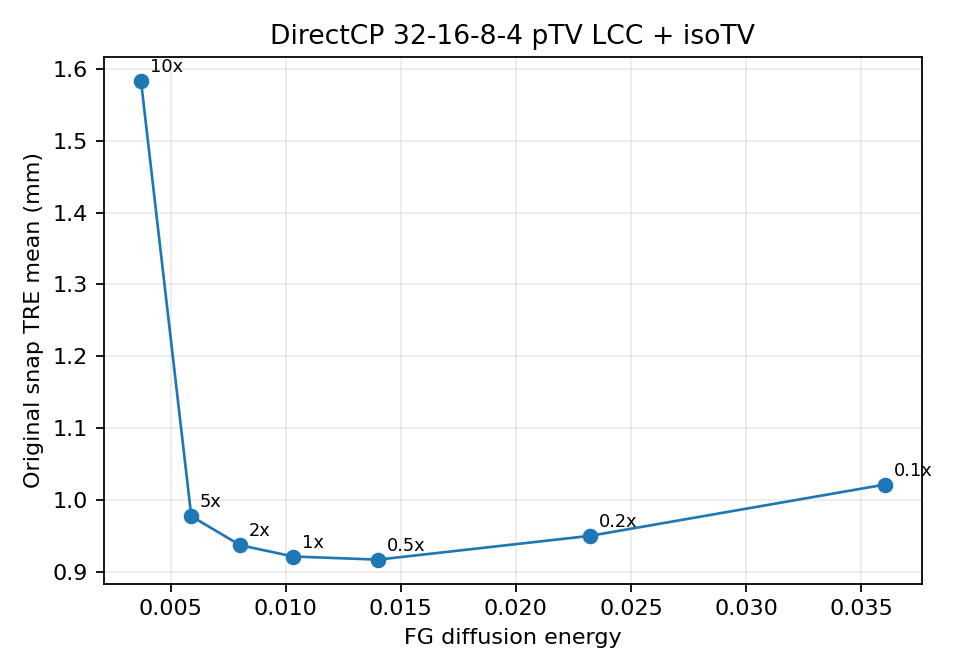 DirectCP 32-16-8-4 pTV LCC + isoTV
Original snap TRE mean (mm)
1.6
1.5
1.4
1.3
1.2
1.1
1.0
0.9
10x
5x
2x
1x
0.5x
0.2x
0.1x
0.005
0.010
0.015
0.020
0.025
0.030
0.035
FG diffusion energy